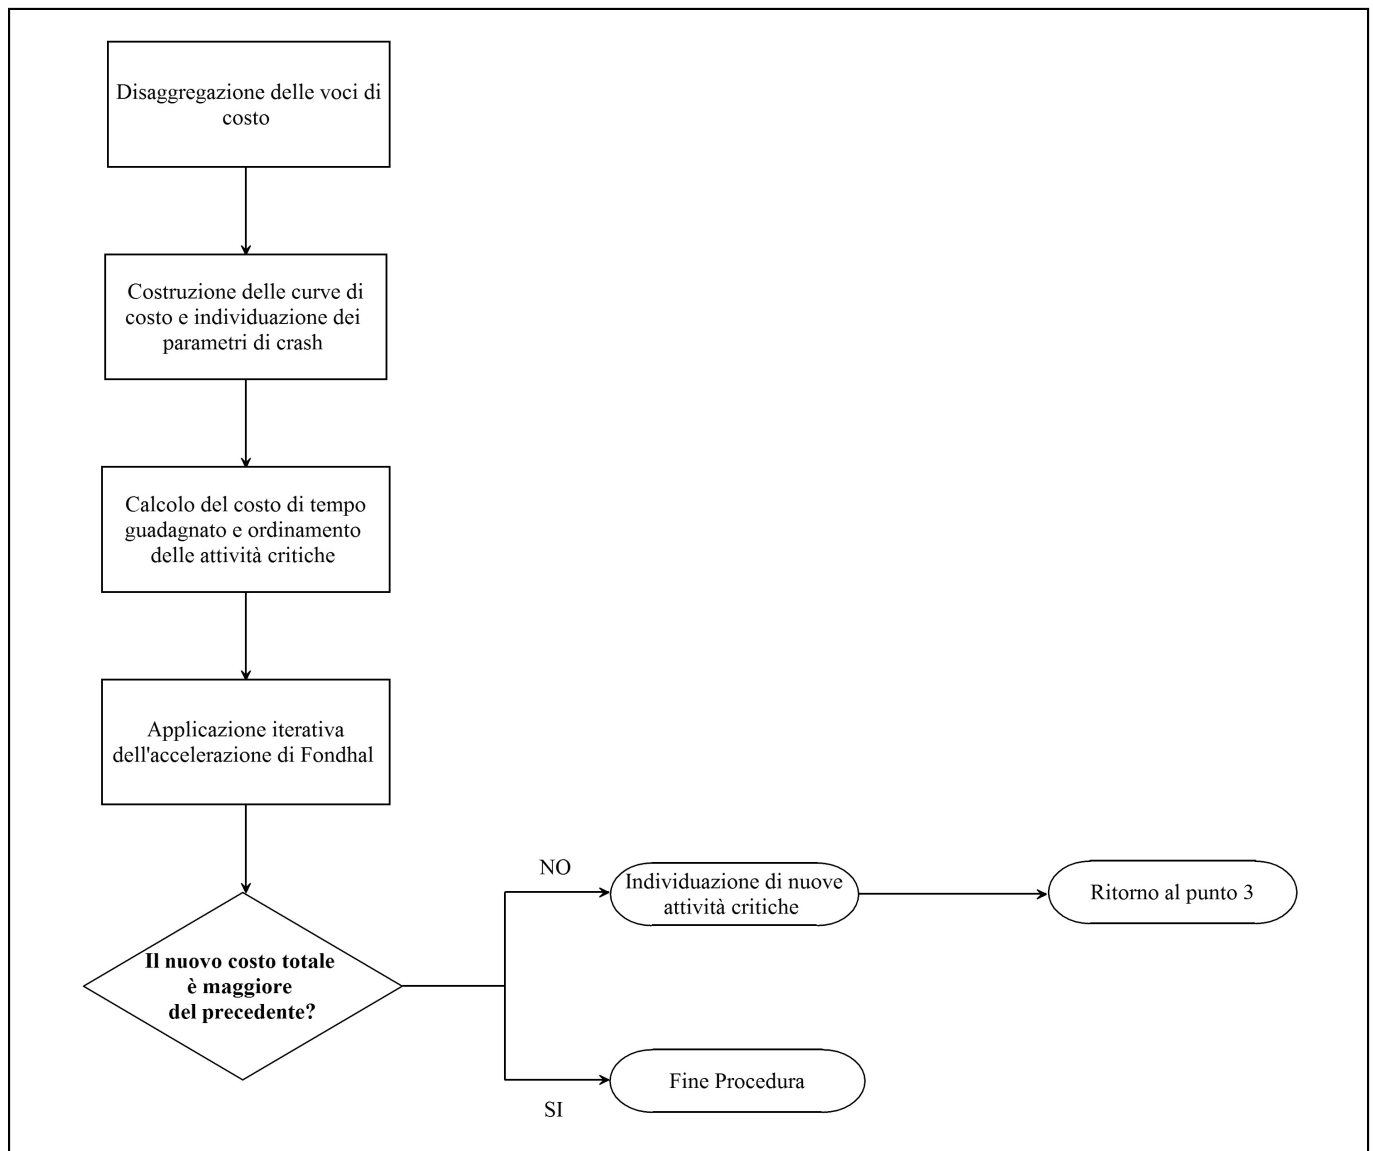 Disaggregazione delle voci di
costo
Costruzione delle curve di
costo e individuazione dei
parametri di crash
Calcolo del costo di tempo
guadagnato e ordinamento
delle attività critiche
Applicazione iterativa
dell'accelerazione di Fondhal
Il nuovo costo totale
è maggiore
del precedente?
NO
Individuazione di nuove
attività critiche
Ritorno al punto 3
SI
Fine Procedura